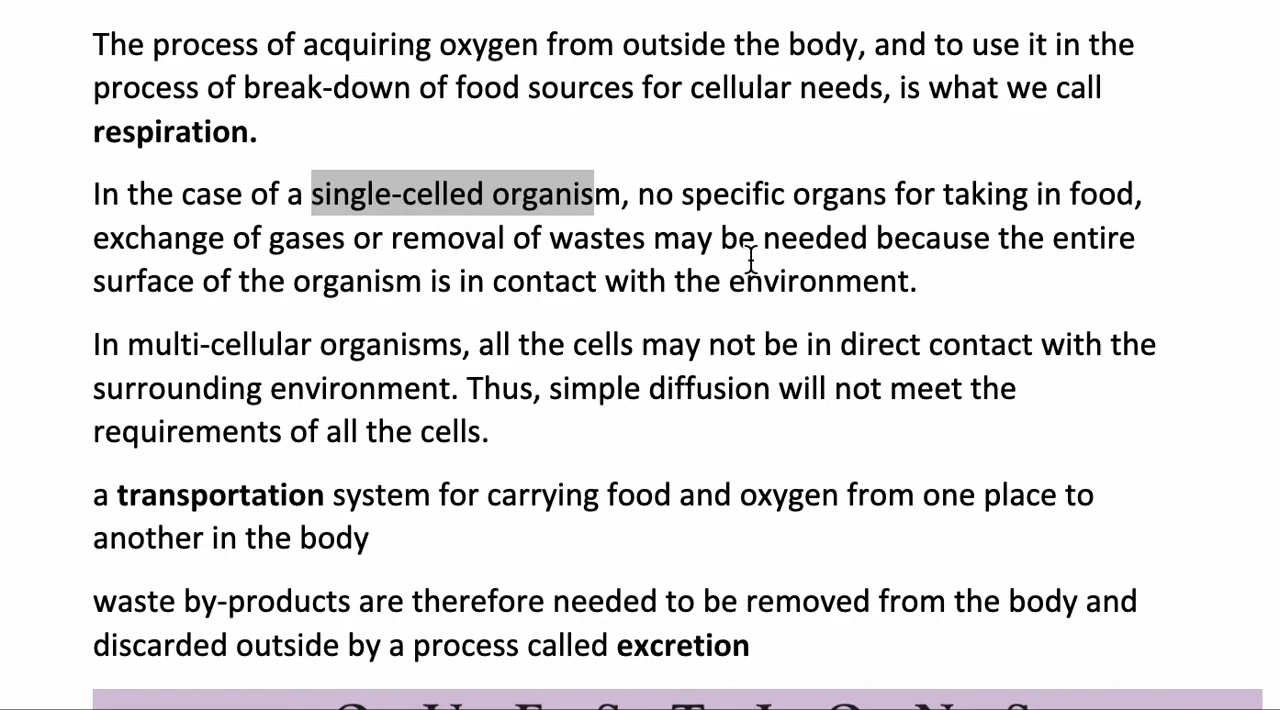 The process of acquiring oxygen from outside the body, and to use it in the
process of break-down of food sources for cellular needs, is what we call
respiration.
In the case of a single-celled organism, no specific organs for taking in food,
exchange of gases or removal of wastes may be needed because the entire
surface of the organism is in contact with the environment.
In multi-cellular organisms, all the cells may not be in direct contact with the
surrounding environment. Thus, simple diffusion will not meet the
requirements of all the cells.
a transportation system for carrying food and oxygen from one place to
another in the body
waste by-products are therefore needed to be removed from the body and
discarded outside by a process called excretion
QUESTIONS